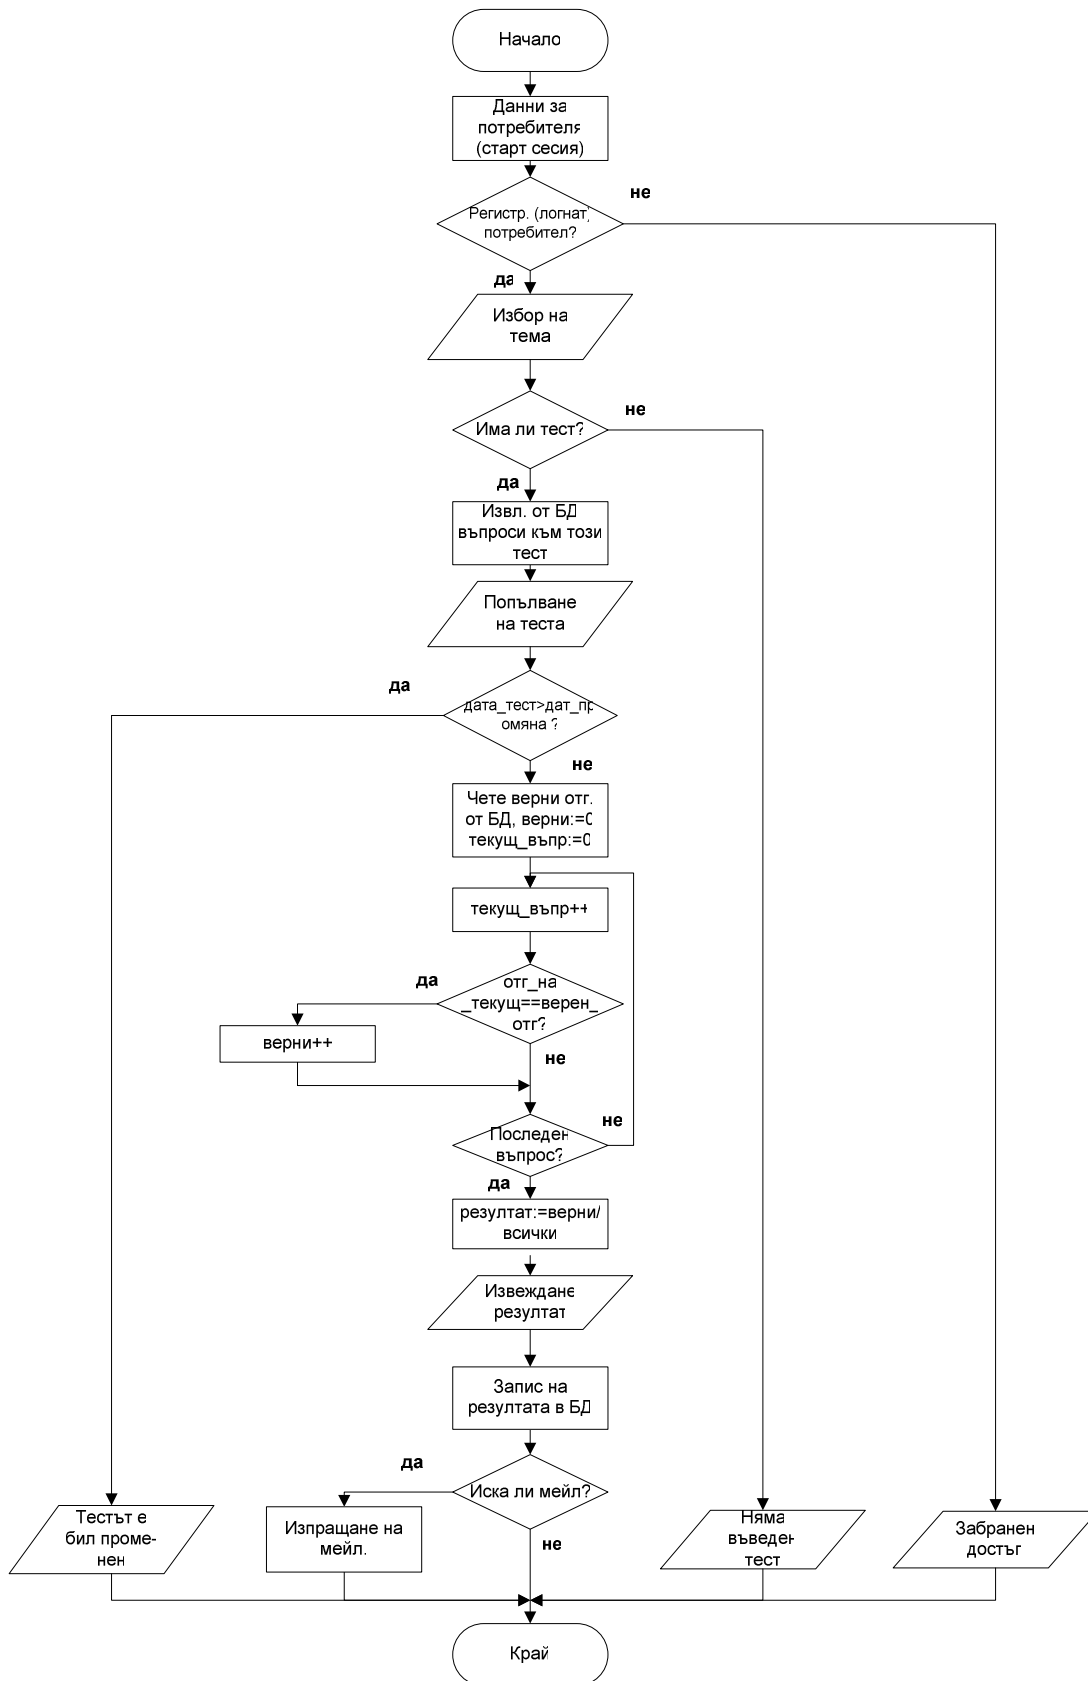 Начало
Данни за
потребителя
(старт сесия)
не
Регистр. (логнат)
потребител?
да
Избор на
тема
не
Има ли тест?
да
Извл. от БД
въпроси към този
тест
Попълване
на теста
да
дата_тест>дат_пр
омяна ?
не
Чете верни отг.
от БД, верни:=0
текущ_въпр:=0
текущ_въпр++
да
отг_на
_текущ==верен_
отг?
верни++
не
не
Последен
въпрос?
да
резултат:=верни/
всички
Извеждане
резултат
Запис на
резултата в БД
да
Иска ли мейл?
Тестът е
бил проме-
нен
Изпращане на
мейл.
не
Няма
въведен
тест
Забранен
достъп
Край